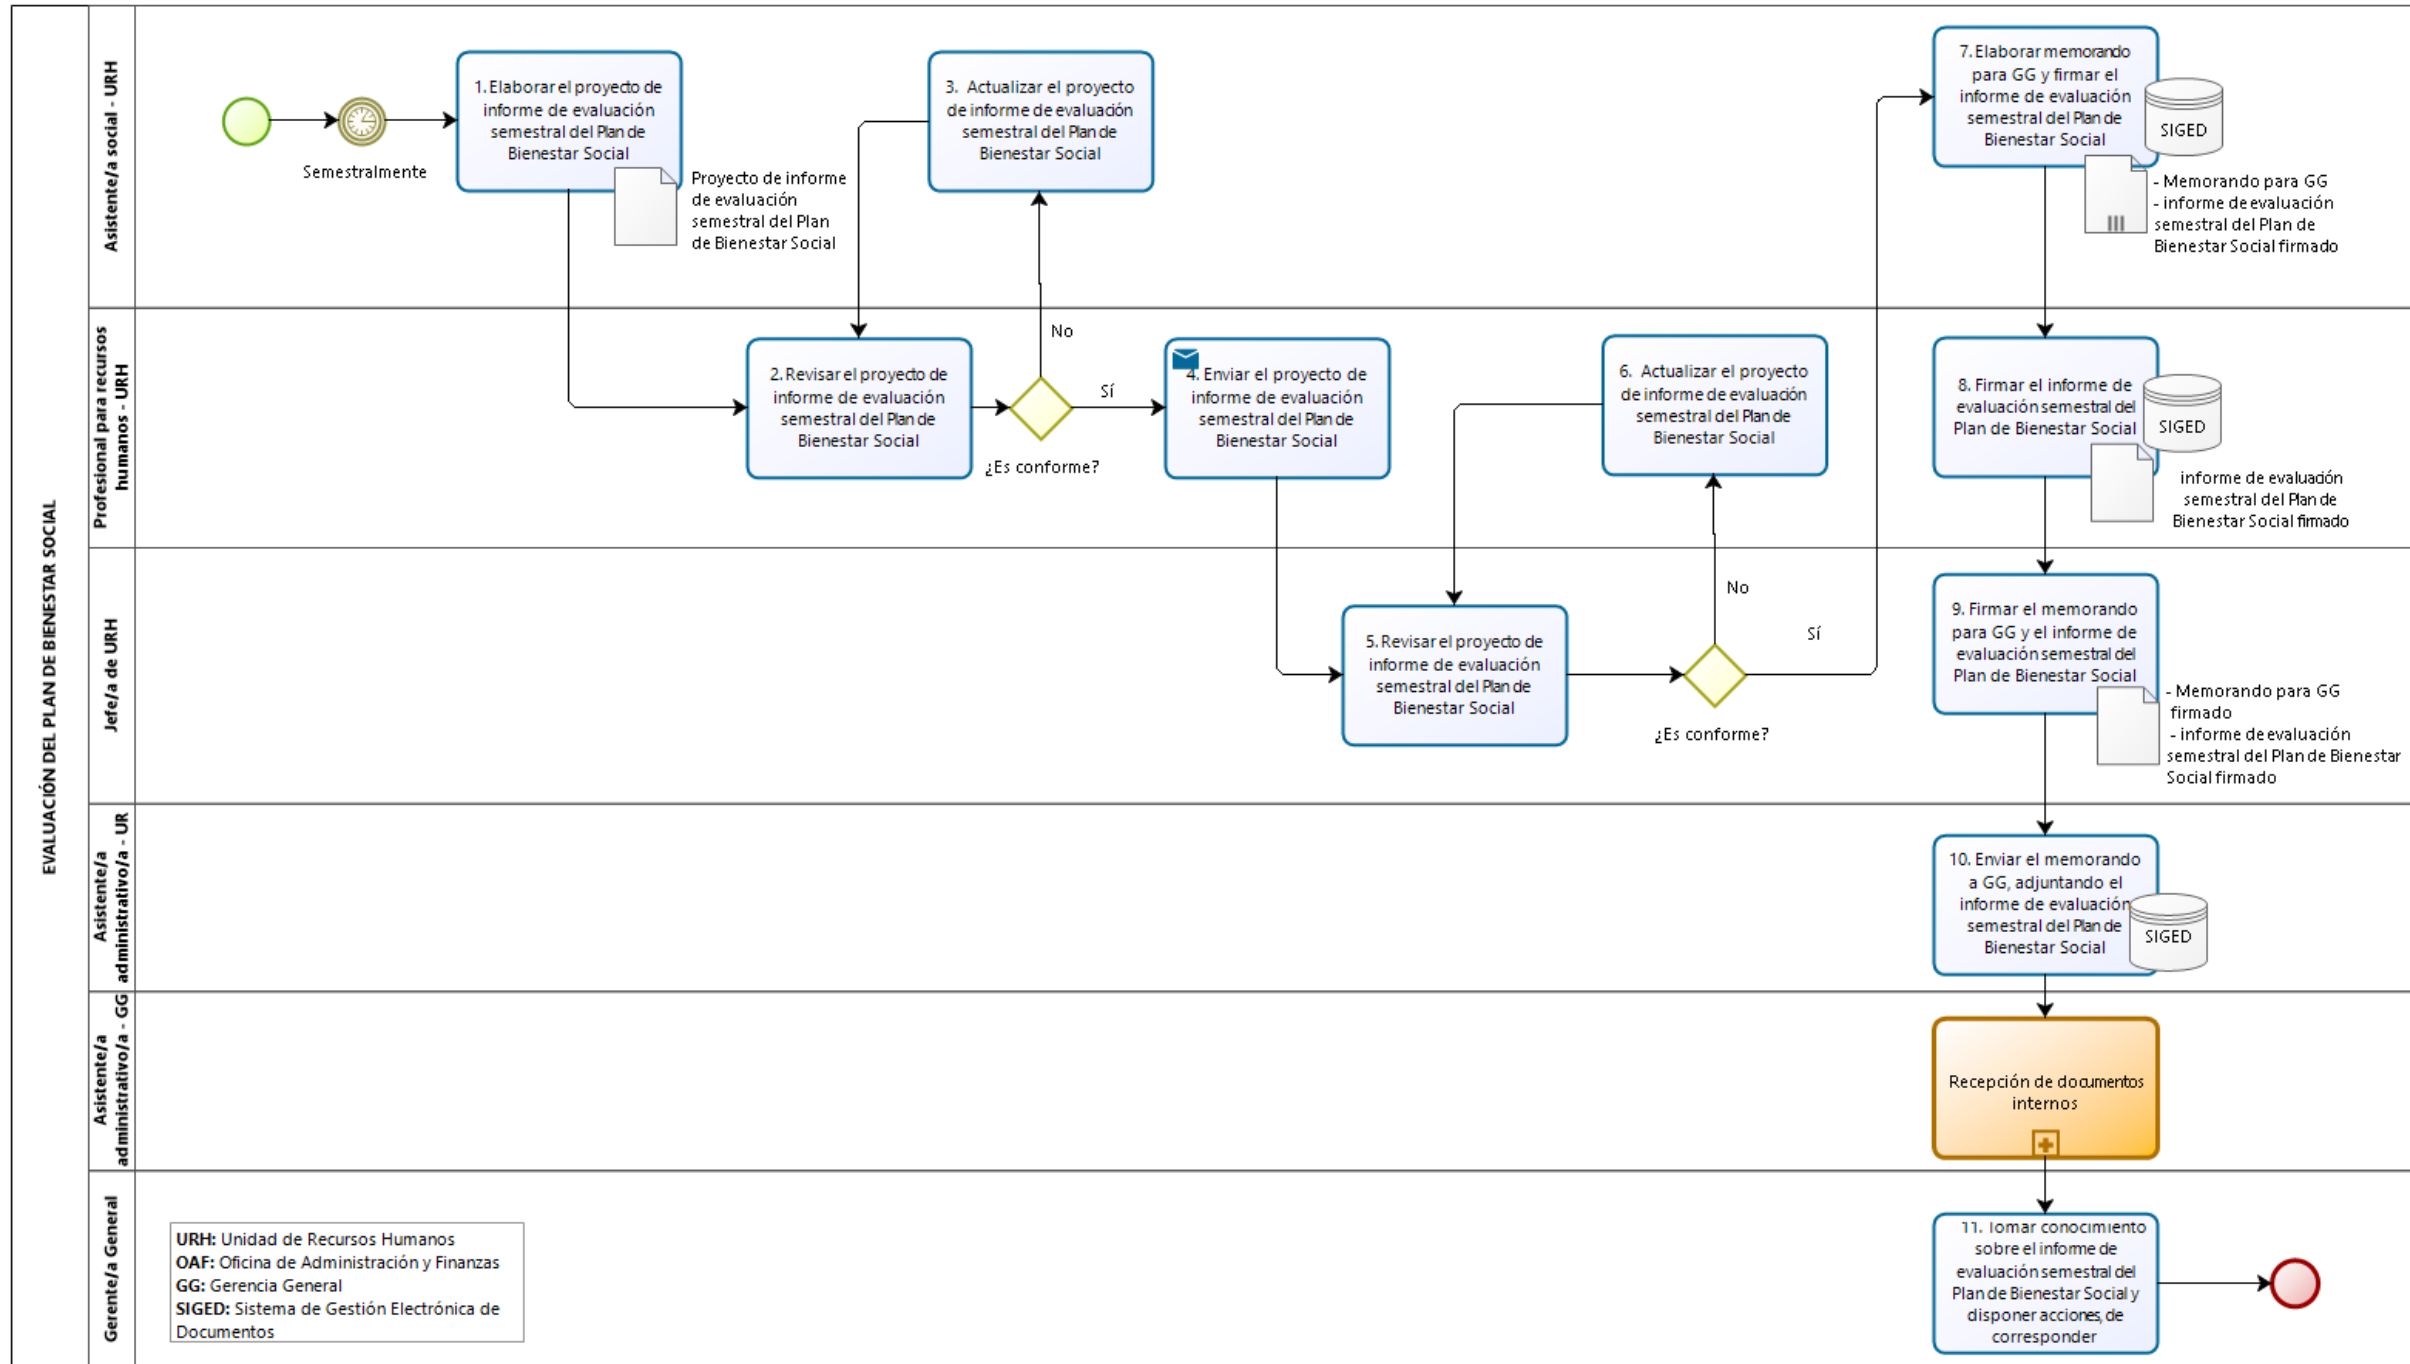 EVALUACIÓN DEL PLAN DE BIENESTAR SOCIAL
Asistente/a social - URH
Semestralmente
1. Elaborar el proyecto de
informe de evaluación
semestral del Plan de
Bienestar Social
Proyecto de informe
de evaluación
semestral del Plan
de Bienestar Social
3. Actualizar el proyecto
de informe de evaluación
semestral del Plan de
Bienestar Social
7. Elaborar memorando
para GG y firmar el
informe de evaluación
semestral del Plan de
Bienestar Social
SIGED
- Memorando para GG
- informe de evaluación
semestral del Plan de
Bienestar Social firmado
Profesional para recursos
humanos - URH
2. Revisar el proyecto de
informe de evaluación
semestral del Plan de
Bienestar Social
No
Sí
¿Es conforme?
4. Enviar el proyecto de
informe de evaluación
semestral del Plan de
Bienestar Social
6. Actualizar el proyecto
de informe de evaluación
semestral del Plan de
Bienestar Social
8. Firmar el informe de
evaluación semestral del
Plan de Bienestar Social
SIGED
informe de evaluación
semestral del Plan de
Bienestar Social firmado
Jefe/a de URH
5. Revisar el proyecto de
informe de evaluación
semestral del Plan de
Bienestar Social
No
Sí
¿Es conforme?
9. Firmar el memorando
para GG y el informe de
evaluación semestral del
Plan de Bienestar Social
- Memorando para GG
firmado
- informe de evaluación
semestral del Plan de Bienestar
Social firmado
Asistente/a
administrativo/a - UR
10. Enviar el memorando
a GG, adjuntando el
informe de evaluación
semestral del Plan de
Bienestar Social
SIGED
Asistente/a
administrativo/a - GG
Recepción de documentos
internos
Gerente/a General
URH: Unidad de Recursos Humanos
OAF: Oficina de Administración y Finanzas
GG: Gerencia General
SIGED: Sistema de Gestión Electrónica de
Documentos
11. Tomar conocimiento
sobre el informe de
evaluación semestral del
Plan de Bienestar Social y
disponer acciones, de
corresponder